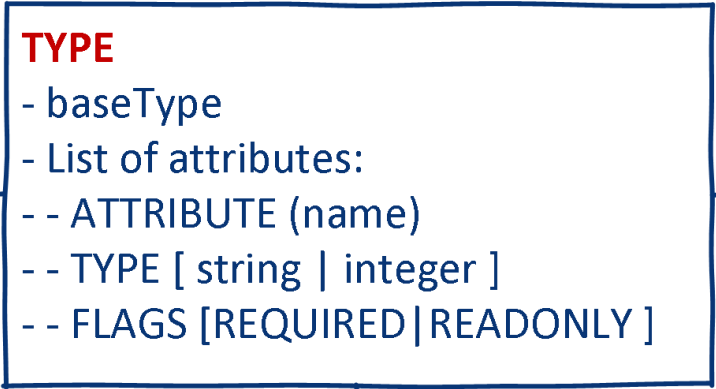 TYPE
- baseType
- List of attributes:
- - ATTRIBUTE (name)
- - TYPE [ string | integer ]
- - FLAGS [REQUIRED|READONLY ]